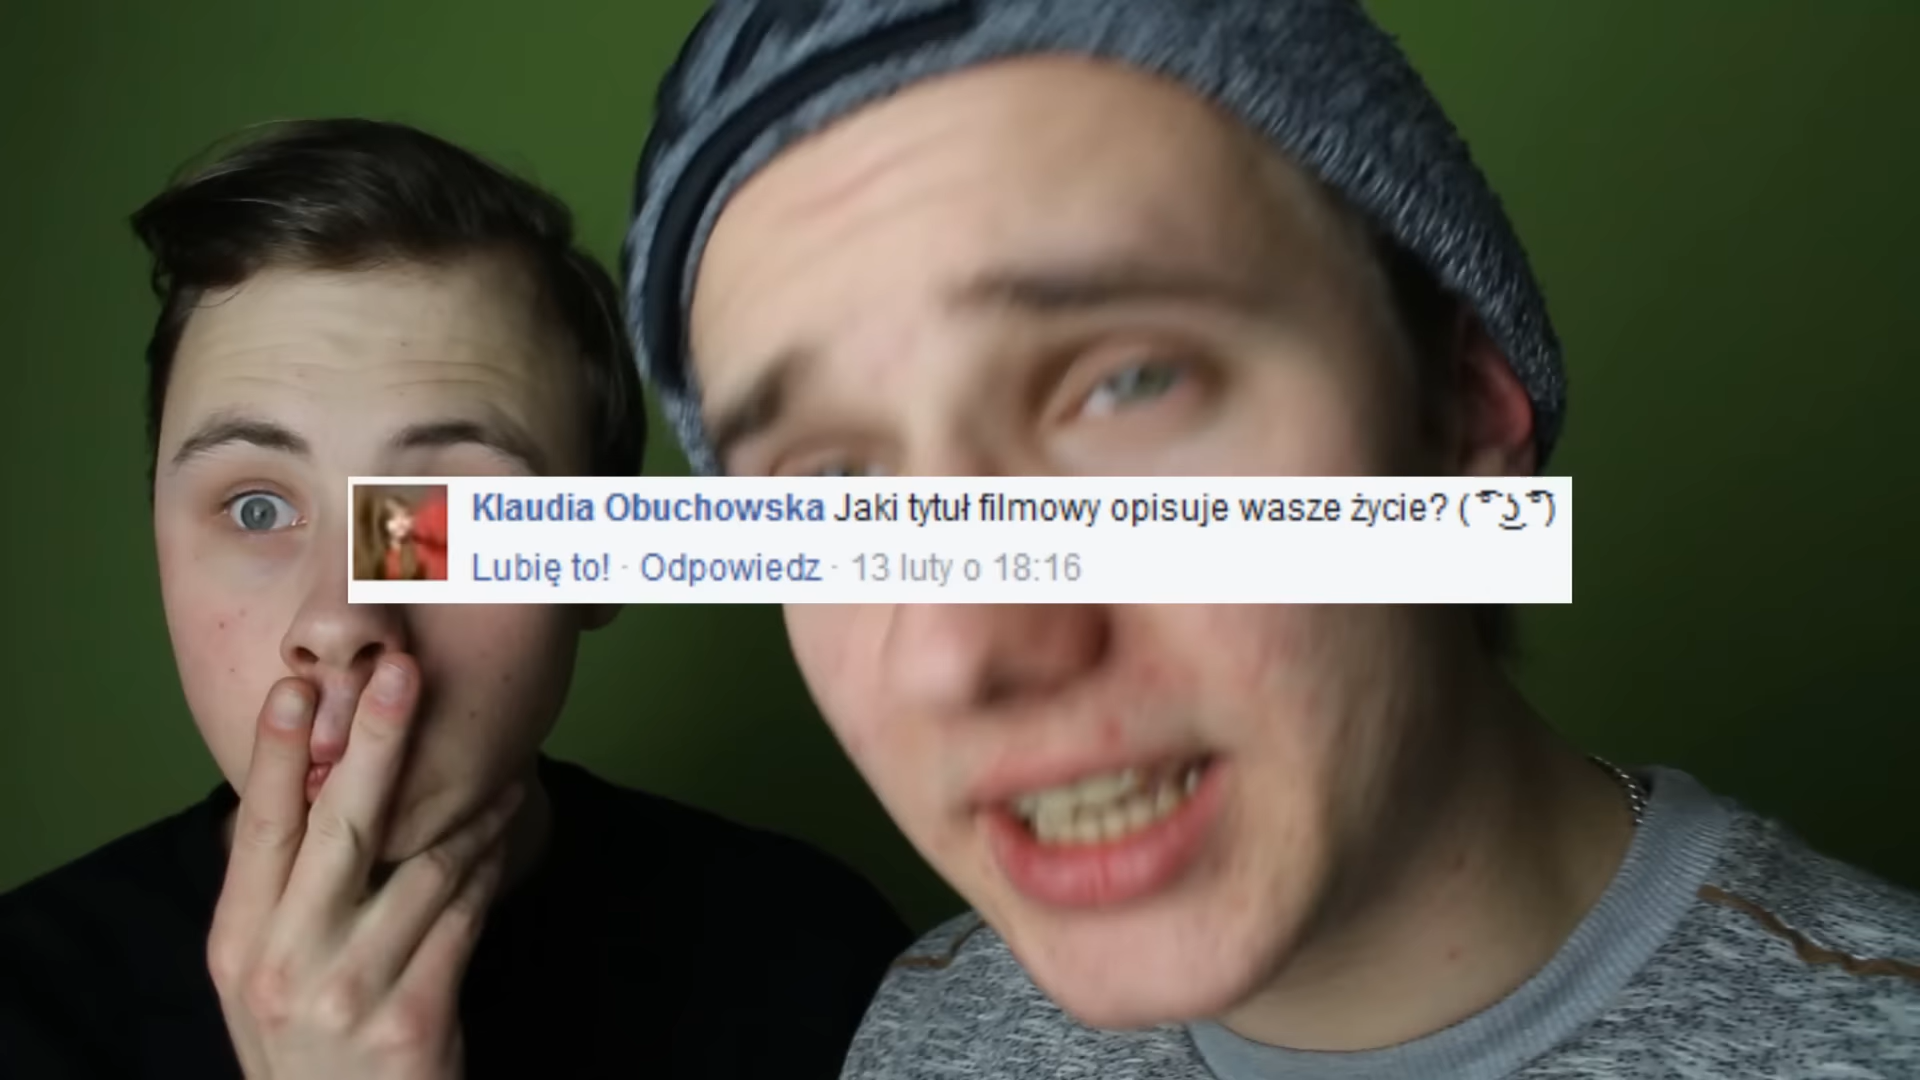 Klaudia Obuchowska Jaki tytuł filmowy opisuje wasze życie? ( ͡° ͜ʖ ͡°)
Lubię to! · Odpowiedz · 13 luty o 18:16